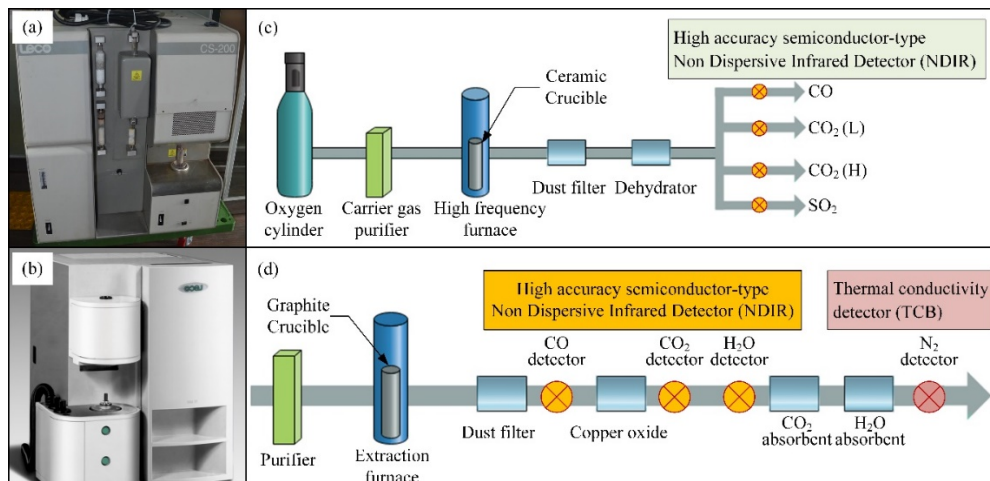 (a)
LECO
CS-200
(b)
(c)
High accuracy semiconductor-type
Non Dispersive Infrared Detector (NDIR)
Ceramic
Crucible
CO
CO₂ (L)
CO₂ (H)
SO₂
Dust filter
Dehydrator
Oxygen
cylinder
Carrier gas
purifier
High frequency
furnace
(d)
High accuracy semiconductor-type
Non Dispersive Infrared Detector (NDIR)
Thermal conductivity
detector (TCB)
Graphite
Crucible
CO
detector
CO₂
detector
H₂O
detector
N₂
detector
Dust filter
Copper oxide
CO₂
absorbent
H₂O
absorbent
Purifier
Extraction
furnace